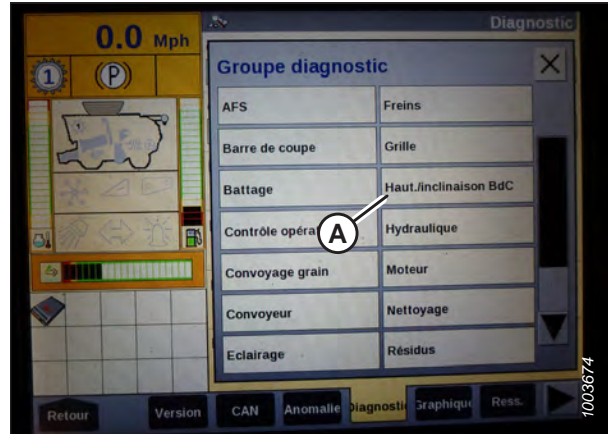 0.0 Mph
Diagnostic
1
(P)
Groupe diagnostic
AFS
Freins
Barre de coupe
Grille
Battage
Haut./inclinaison BdC
Contrôle opéra
A
Hydraulique
Convoyage grain
Moteur
Convoyeur
Nettoyage
Eclairage
Résidus
Retour
Version
CAN
Anomalie
Diagnosti
Graphique
Ress.
1003674